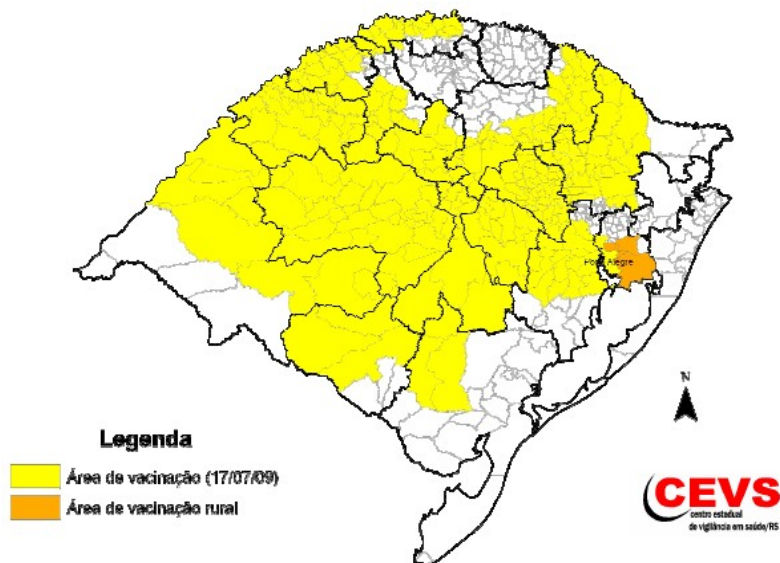 Porto Alegre
N
Legenda
Área de vacinação (17/07/09)
Área de vacinação rural
CEVS
centro estadual
de vigilância em saúde/RS